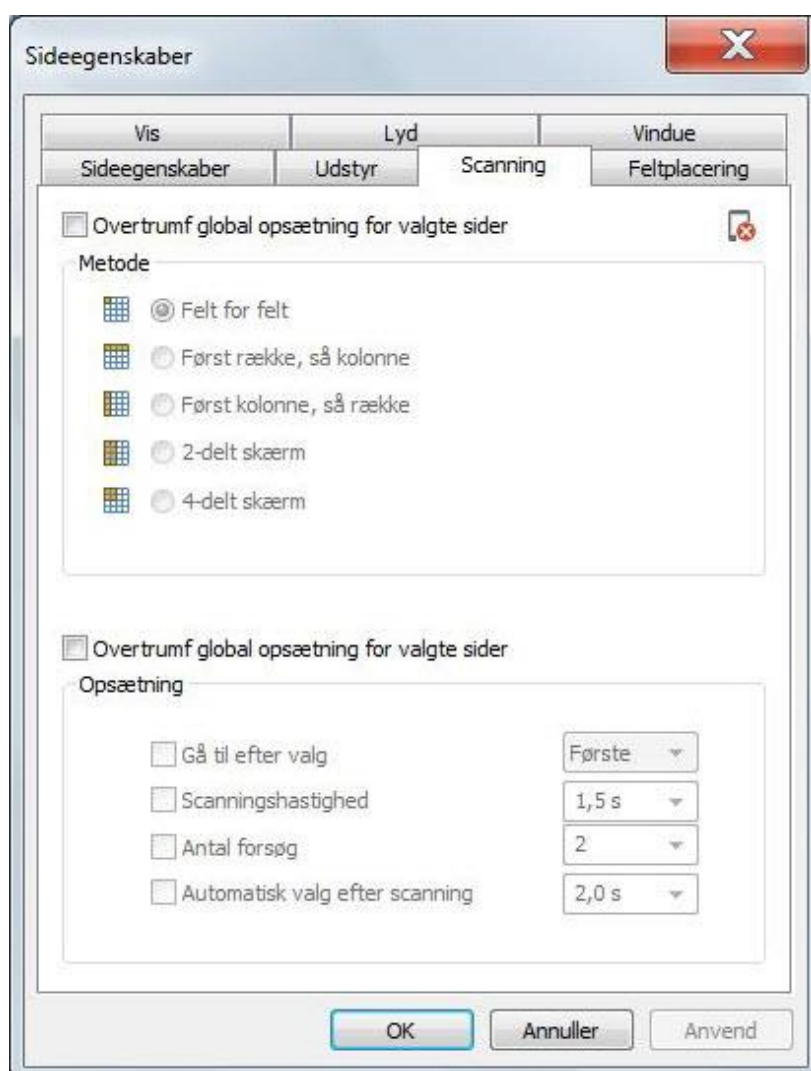 Sideegenskaber
Vis Lyd Vindue
Sideegenskaber Udstyr Scanning Feltplacering
Overtrumf global opsætning for valgte sider
Metode
Felt for felt
Først række, så kolonne
Først kolonne, så række
2-delt skærm
4-delt skærm
Overtrumf global opsætning for valgte sider
Opsætning
Gå til efter valg Første
Scanningshastighed 1,5 s
Antal forsøg 2
Automatisk valg efter scanning 2,0 s
OK Annuller Anvend